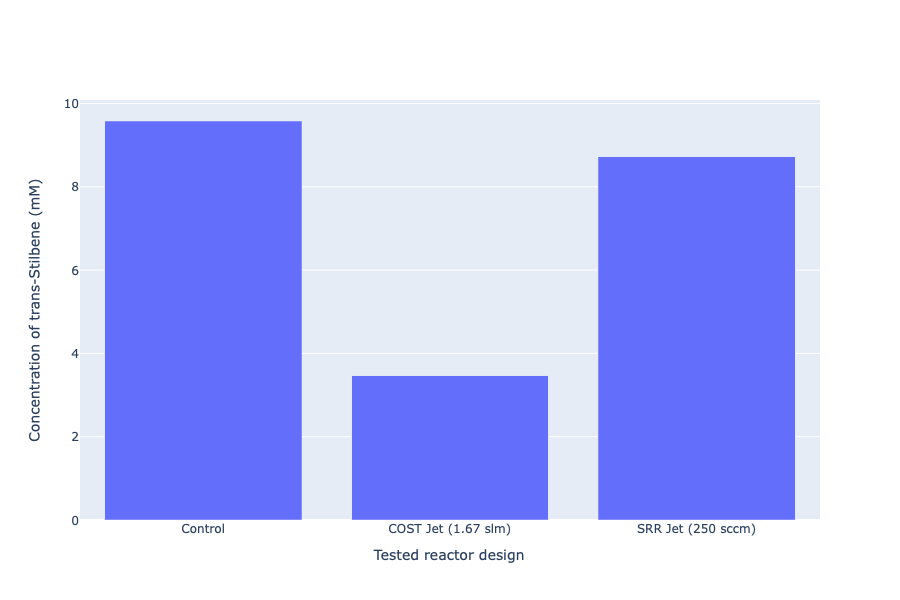 Concentration of trans-Stilbene (mM)
10
8
6
4
2
0
Control
COST Jet (1.67 slm)
SRR Jet (250 sccm)
Tested reactor design